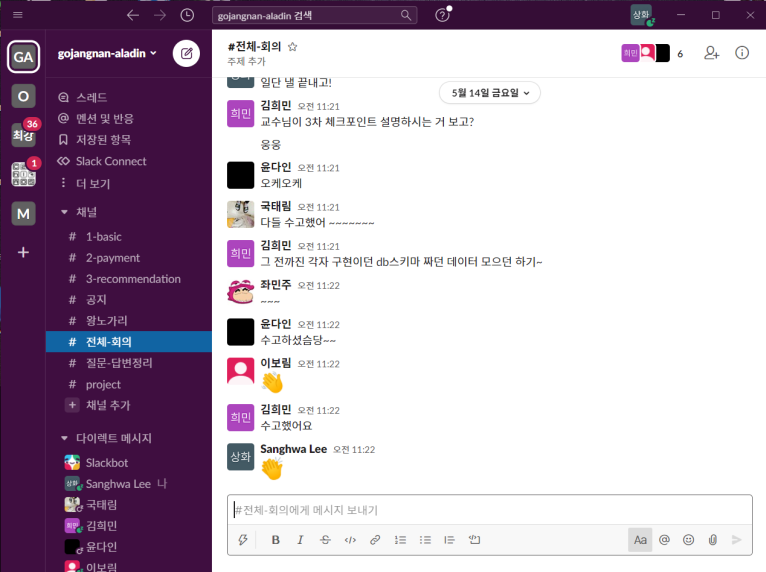 gojangnan-aladin 검색
상화
GA
gojangnan-aladin
#전체-회의
주제 추가
희민
6
O
최강
36
1
M
스레드
멘션 및 반응
저장된 항목
Slack Connect
더 보기
채널
# 1-basic
# 2-payment
# 3-recommendation
# 공지
# 왕노가리
# 전체-회의
# 질문-답변정리
# project
채널 추가
다이렉트 메시지
Slackbot
상화 Sanghwa Lee 나
국태림
희민 김희민
윤다인
이보림
일단 낼 끝내고!
5월 14일 금요일
희민
김희민 오전 11:21
교수님이 3차 체크포인트 설명하시는 거 보고?
웅웅
윤다인 오전 11:21
오케오케
국태림 오전 11:21
다들 수고했어 ~~~~~~~
희민
김희민 오전 11:21
그 전까진 각자 구현이던 db스키마 짜던 데이터 모으던 하기~
좌민주 오전 11:22
~~~
윤다인 오전 11:22
수고하셨슴당~~
이보림 오전 11:22
희민
김희민 오전 11:22
수고했어요
상화
Sanghwa Lee 오전 11:22
#전체-회의에게 메시지 보내기
B I S
Aa @